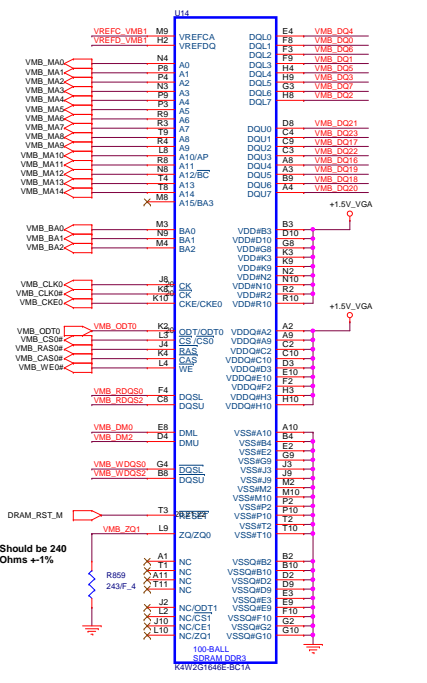 U14
VREFC_VMB1 M9 VREFCA DQL0 E4 VMB_DQ4
VREFD_VMB1 H2 VREFDQ DQL1 F8 VMB_DQ0
DQL2 F3 VMB_DQ6
VMB_MA0 N4 A0 DQL3 F9 VMB_DQ1
VMB_MA1 P8 A1 DQL4 H4 VMB_DQ5
VMB_MA2 P4 A2 DQL5 H9 VMB_DQ3
VMB_MA3 N3 A3 DQL6 G3 VMB_DQ7
VMB_MA4 P9 A4 DQL7 H8 VMB_DQ2
VMB_MA5 P3 A5
VMB_MA6 R9 A6
VMB_MA7 R3 A7 DQU0 D8 VMB_DQ21
VMB_MA8 T9 A8 DQU1 C4 VMB_DQ23
VMB_MA9 R4 A9 DQU2 C9 VMB_DQ17
VMB_MA10 L8 A10/AP DQU3 C3 VMB_DQ22
VMB_MA11 R8 A11 DQU4 A8 VMB_DQ16
VMB_MA12 N8 A12/BC DQU5 A3 VMB_DQ19
VMB_MA13 T4 A13 DQU6 B9 VMB_DQ18
VMB_MA14 T8 A14 DQU7 A4 VMB_DQ20
M8 A15/BA3
+1.5V_VGA
VMB_BA0 M3 BA0 VDD#B3 B3
VMB_BA1 N9 BA1 VDD#D10 D10
VMB_BA2 M4 BA2 VDD#G8 G8
VDD#K3 K3
VDD#K9 K9
VDD#N2 N2
VMB_CLK0 J8 CK VDD#N10 N10
VMB_CLK0# K8 CK VDD#R2 R2
VMB_CKE0 K10 CKE/CKE0 VDD#R10 R10
+1.5V_VGA
VMB_ODT0 VMB_ODT0 K2 ODT/ODT0 VDDQ#A2 A2
VMB_CS0# L3 CS /CS0 VDDQ#A9 A9
VMB_RAS0# J4 RAS VDDQ#C2 C2
VMB_CAS0# K4 CAS VDDQ#C10 C10
VMB_WE0# L4 WE VDDQ#D3 D3
VDDQ#E10 E10
VDDQ#F2 F2
VMB_RDQS0 F4 DQSL VDDQ#H3 H3
VMB_RDQS2 C8 DQSU VDDQ#H10 H10
VMB_DM0 E8 DML VSS#A10 A10
VMB_DM2 D4 DMU VSS#B4 B4
VSS#E2 E2
VSS#G9 G9
VMB_WDQS0 G4 DQSL VSS#J3 J3
VMB_WDQS2 B8 DQSU VSS#J9 J9
VSS#M2 M2
VSS#M10 M10
VSS#P2 P2
DRAM_RST_M T3 RESET VSS#P10 P10
VSS#T2 T2
VMB_ZQ1 L9 ZQ/ZQ0 VSS#T10 T10
Should be 240
Ohms +-1%
R859
243/F_4
A1 NC VSSQ#B2 B2
T1 NC VSSQ#B10 B10
A11 NC VSSQ#D2 D2
T11 NC VSSQ#D9 D9
VSSQ#E3 E3
J2 NC/ODT1 VSSQ#E9 E9
L2 NC/CS1 VSSQ#F10 F10
J10 NC/CE1 VSSQ#G2 G2
L10 NC/ZQ1 VSSQ#G10 G10
100-BALL
SDRAM DDR3
K4W2G1646E-BC1A